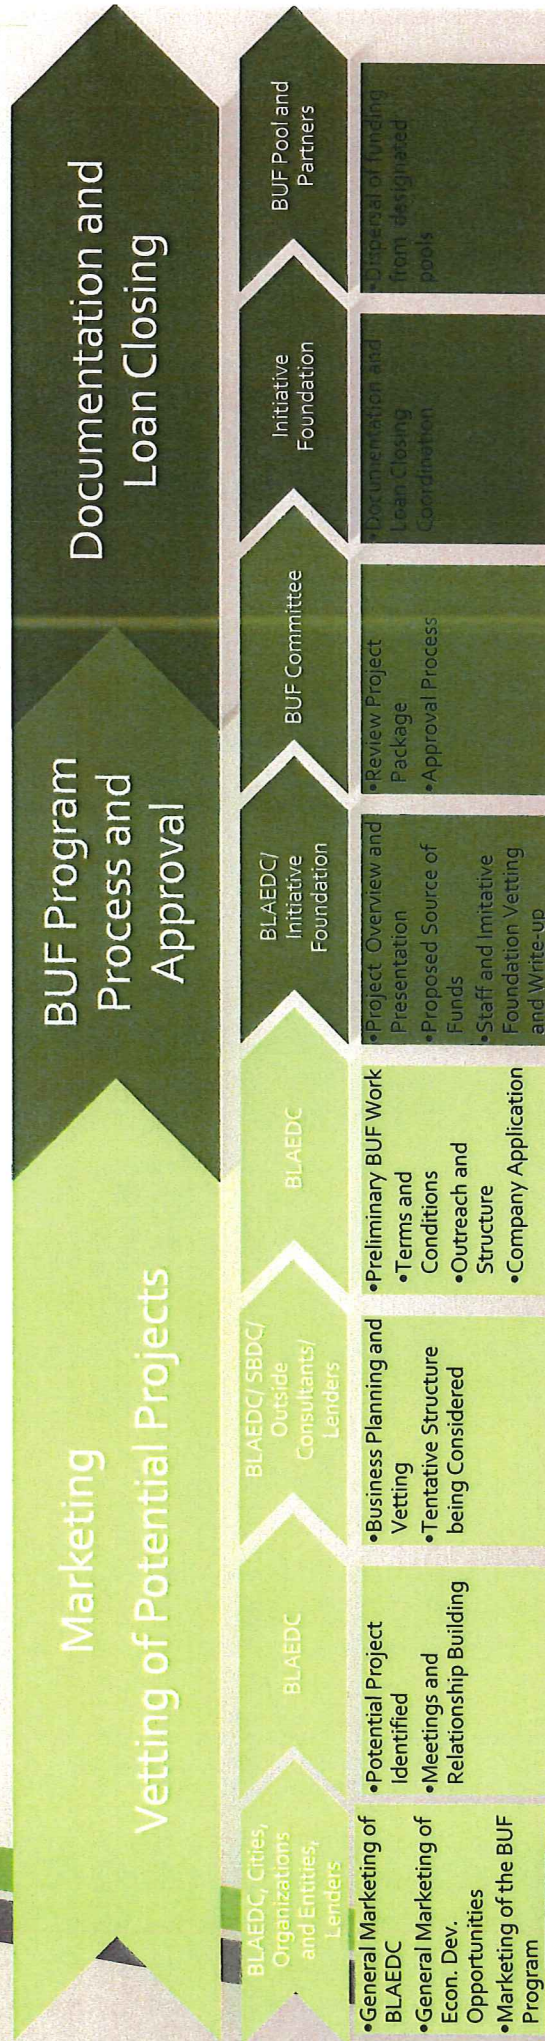 Marketing
Vetting of Potential Projects
BUF Program
Process and
Approval
Documentation and
Loan Closing
BLAEDC, Cities,
Organizations
and Entities,
Lenders
BLAEDC
BLAEDC/ SBDC/
Outside
Consultants/
Lenders
BLAEDC
BLAEDC/
Initiative
Foundation
BUF Committee
Initiative
Foundation
BUF Pool and
Partners
•General Marketing of
BLAEDC
•General Marketing of
Econ. Dev.
Opportunities
•Marketing of the BUF
Program
•Potential Project
Identified
•Meetings and
Relationship Building
•Business Planning and
Vetting
•Tentative Structure
being Considered
•Preliminary BUF Work
•Terms and
Conditions
•Outreach and
Structure
•Company Application
•Project Overview and
Presentation
•Proposed Source of
Funds
•Staff and Imitative
Foundation Vetting
and Write-up
•Review Project
Package
•Approval Process
•Documentation and
Loan Closing
Coordination
•Dispersal of funding
from designated
pools